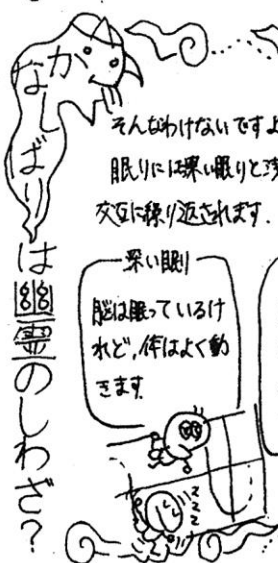 かなしばりは幽霊のしわざ？
そんなわけないですよ
眠りには深い眠りと浅
交互に繰り返されます.
深い眠り
脳は眠っているけ
れど,体はよく動
きます
zzz